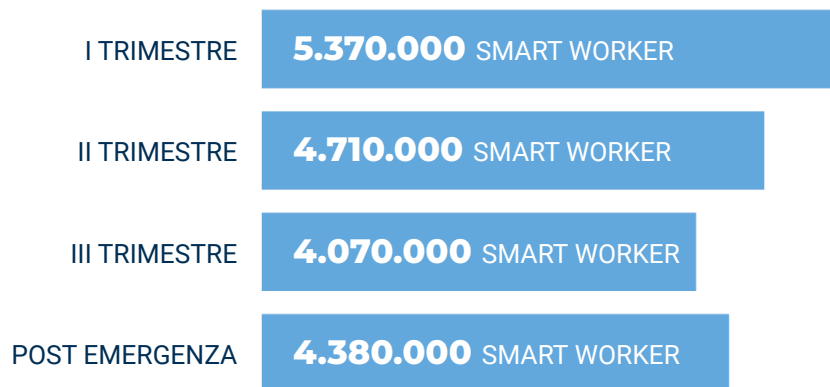 I TRIMESTRE 5.370.000 SMART WORKER
II TRIMESTRE 4.710.000 SMART WORKER
III TRIMESTRE 4.070.000 SMART WORKER
POST EMERGENZA 4.380.000 SMART WORKER